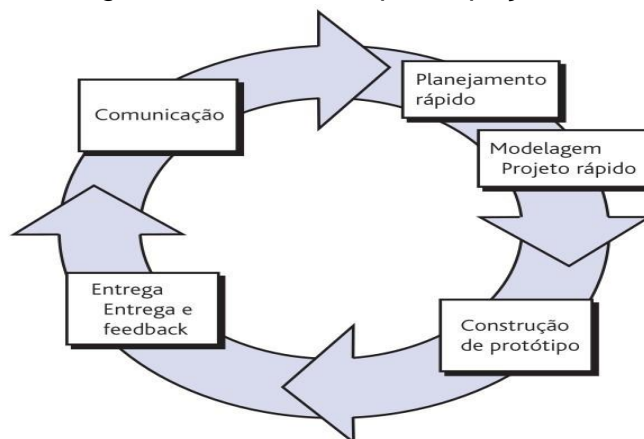 Comunicação
Planejamento
rápido
Modelagem
Projeto rápido
Construção
de protótipo
Entrega
Entrega e
feedback